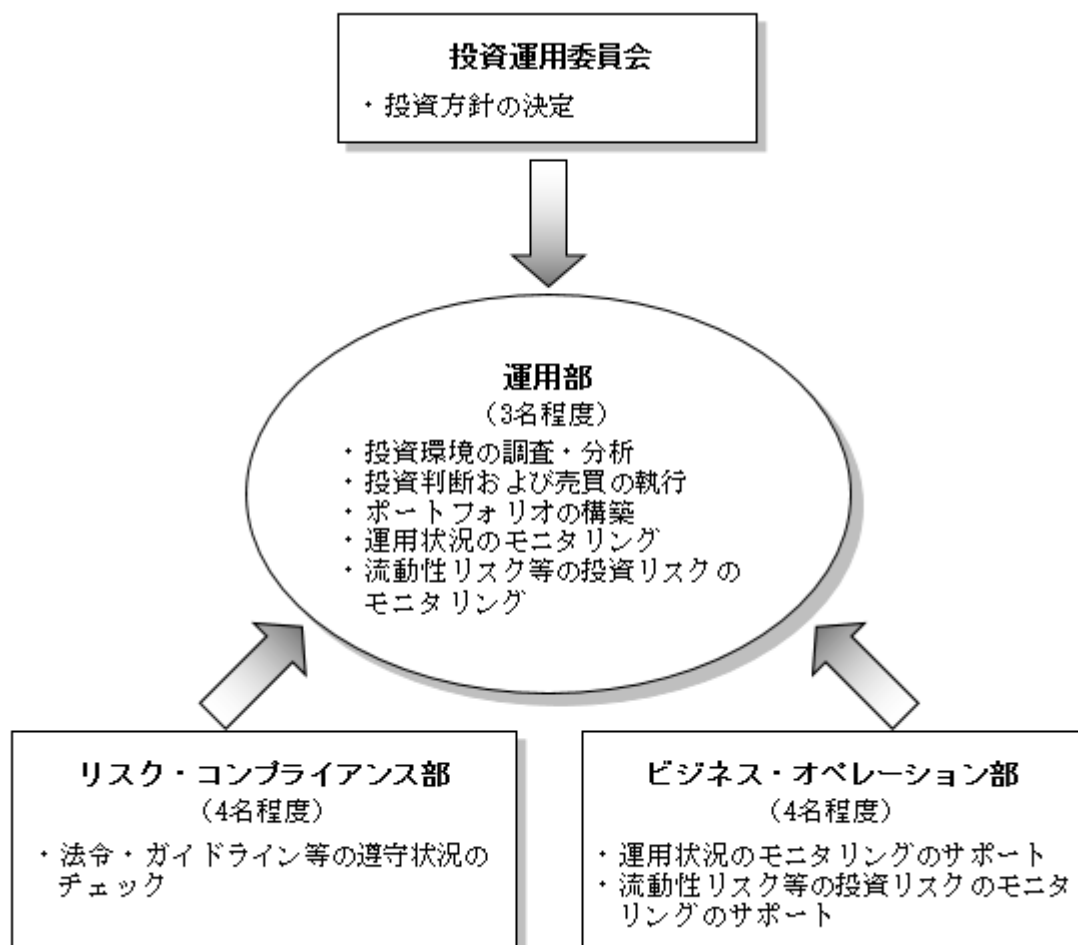 投資運用委員会
・投資方針の決定
運用部
（3名程度）
・投資環境の調査・分析
・投資判断および売買の執行
・ポートフォリオの構築
・運用状況のモニタリング
・流動性リスク等の投資リスクの
モニタリング
リスク・コンプライアンス部
（4名程度）
・法令・ガイドライン等の遵守状況の
チェック
ビジネス・オペレーション部
（4名程度）
・運用状況のモニタリングのサポート
・流動性リスク等の投資リスクのモニタ
リングのサポート